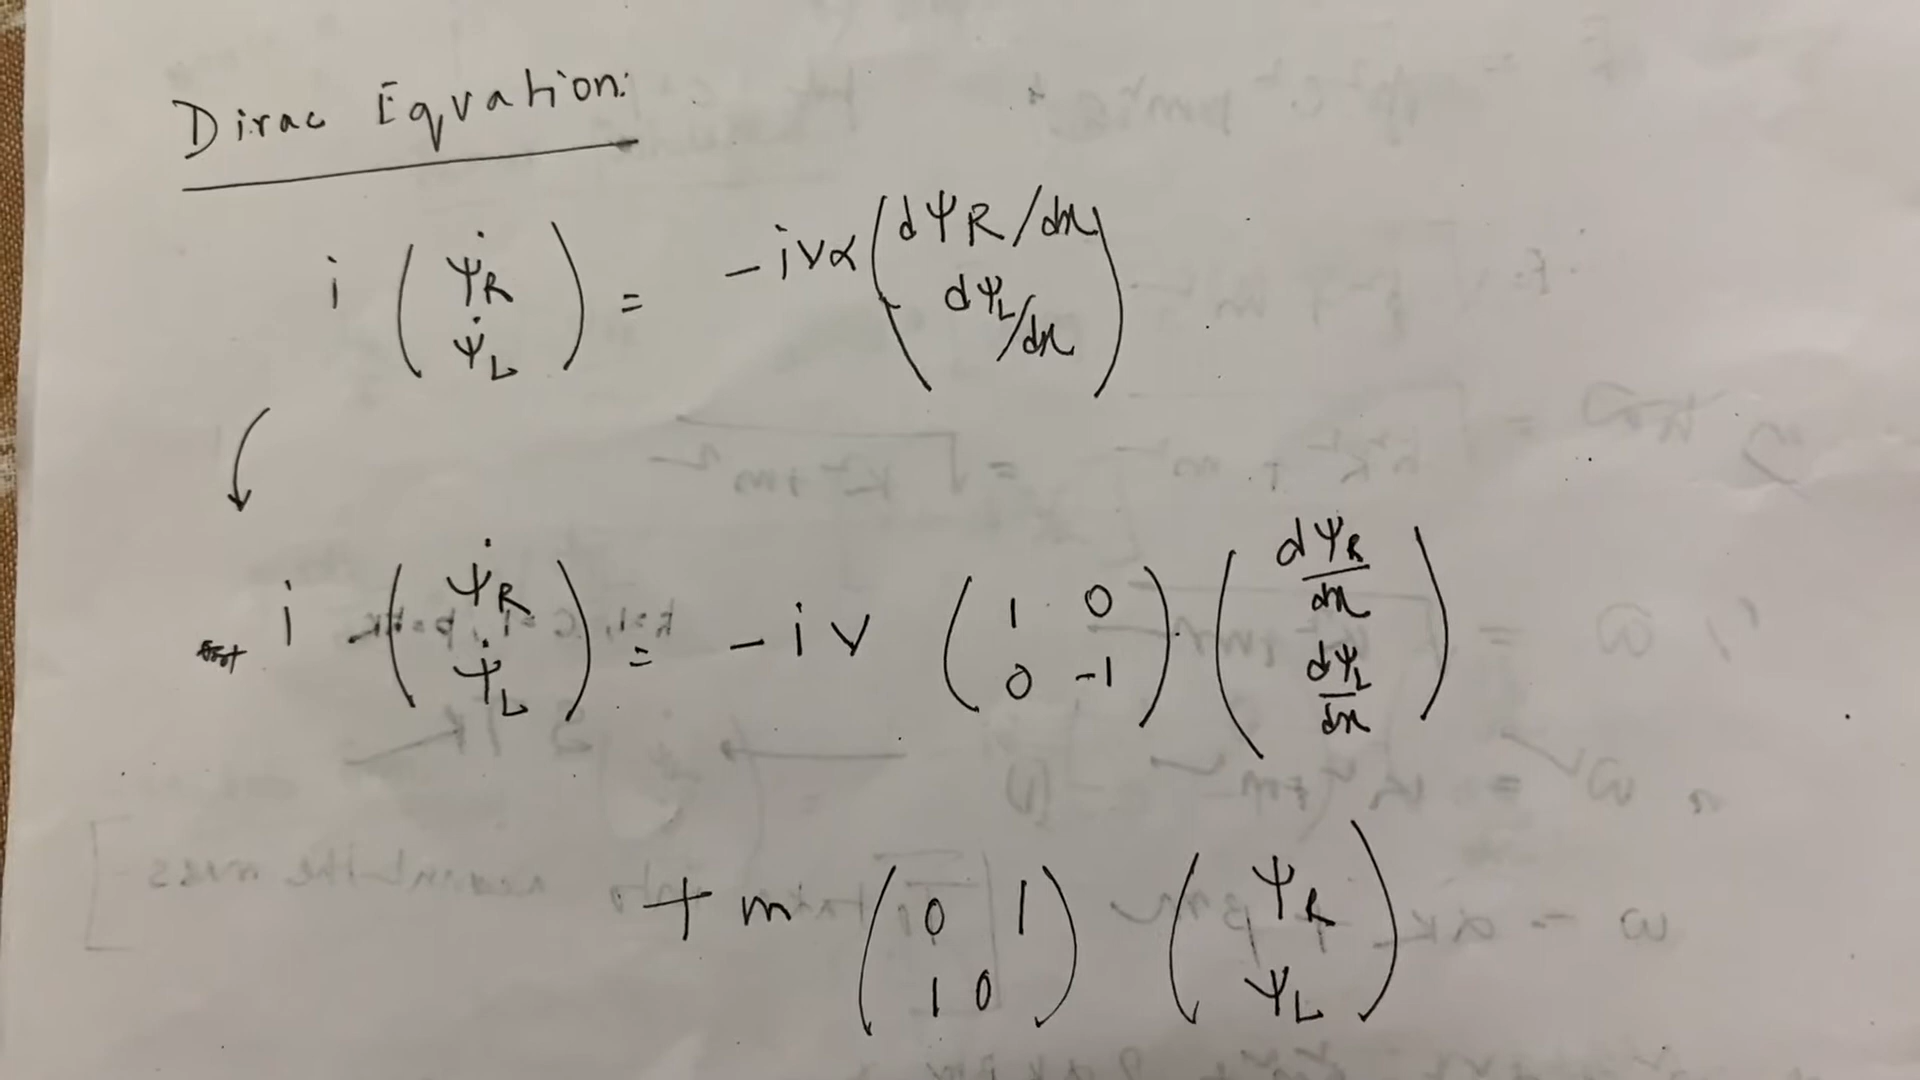 Dirac Equation:
i ( ψ̇R ψ̇L ) = -ivα ( dψR/dx dψL/dx )
i ( ψ̇R ψ̇L ) = -iv ( 1 0 0 -1 ) ( dψR/dx dψL/dx )
+ m ( 0 1 1 0 ) ( ψR ψL )